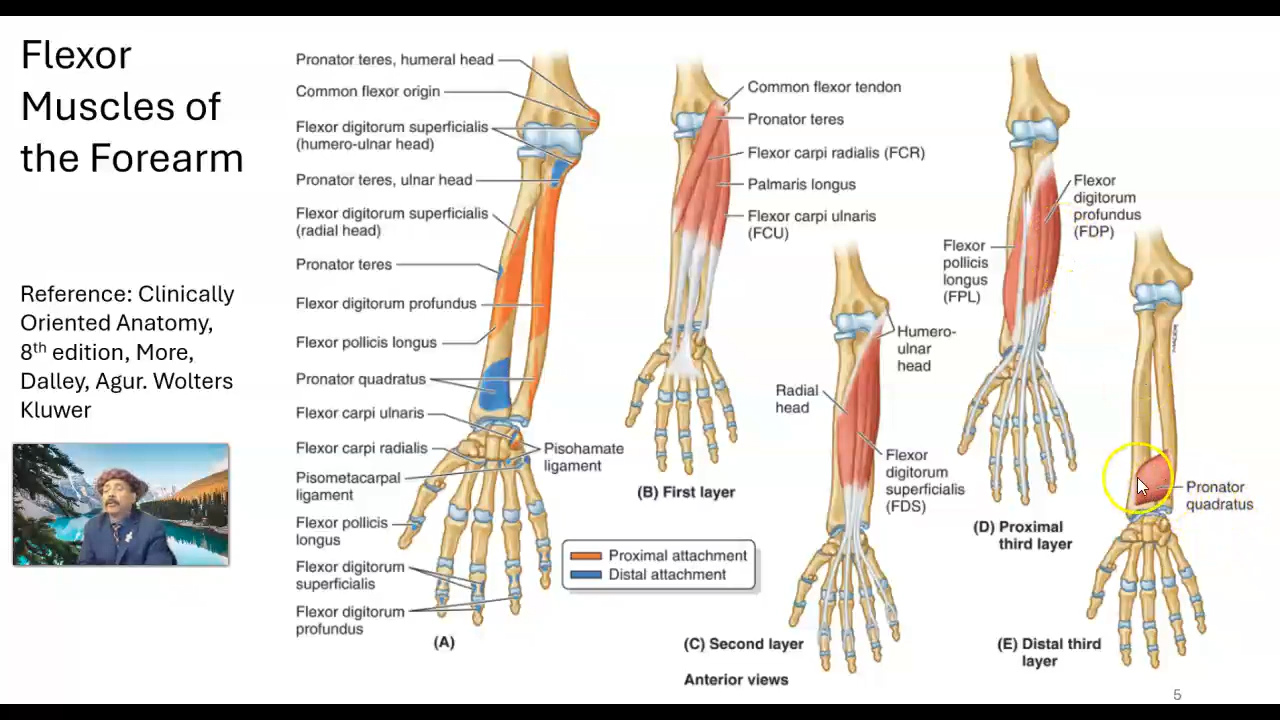 Flexor
Muscles of
the Forearm
Reference: Clinically
Oriented Anatomy,
8th edition, More,
Dalley, Agur. Wolters
Kluwer
Pronator teres, humeral head
Common flexor origin
Flexor digitorum superficialis
(humero-ulnar head)
Pronator teres, ulnar head
Flexor digitorum superficialis
(radial head)
Pronator teres
Flexor digitorum profundus
Flexor pollicis longus
Pronator quadratus
Flexor carpi ulnaris
Flexor carpi radialis
Pisometacarpal
ligament
Flexor pollicis
longus
Flexor digitorum
superficialis
Flexor digitorum
profundus
Pisohamate
ligament
Proximal attachment
Distal attachment
(A)
Common flexor tendon
Pronator teres
Flexor carpi radialis (FCR)
Palmaris longus
Flexor carpi ulnaris
(FCU)
(B) First layer
Humero-
ulnar
head
Radial
head
Flexor
digitorum
superficialis
(FDS)
(C) Second layer
Anterior views
Flexor
digitorum
profundus
(FDP)
Flexor
pollicis
longus
(FPL)
(D) Proximal
third layer
Pronator
quadratus
(E) Distal third
layer
5